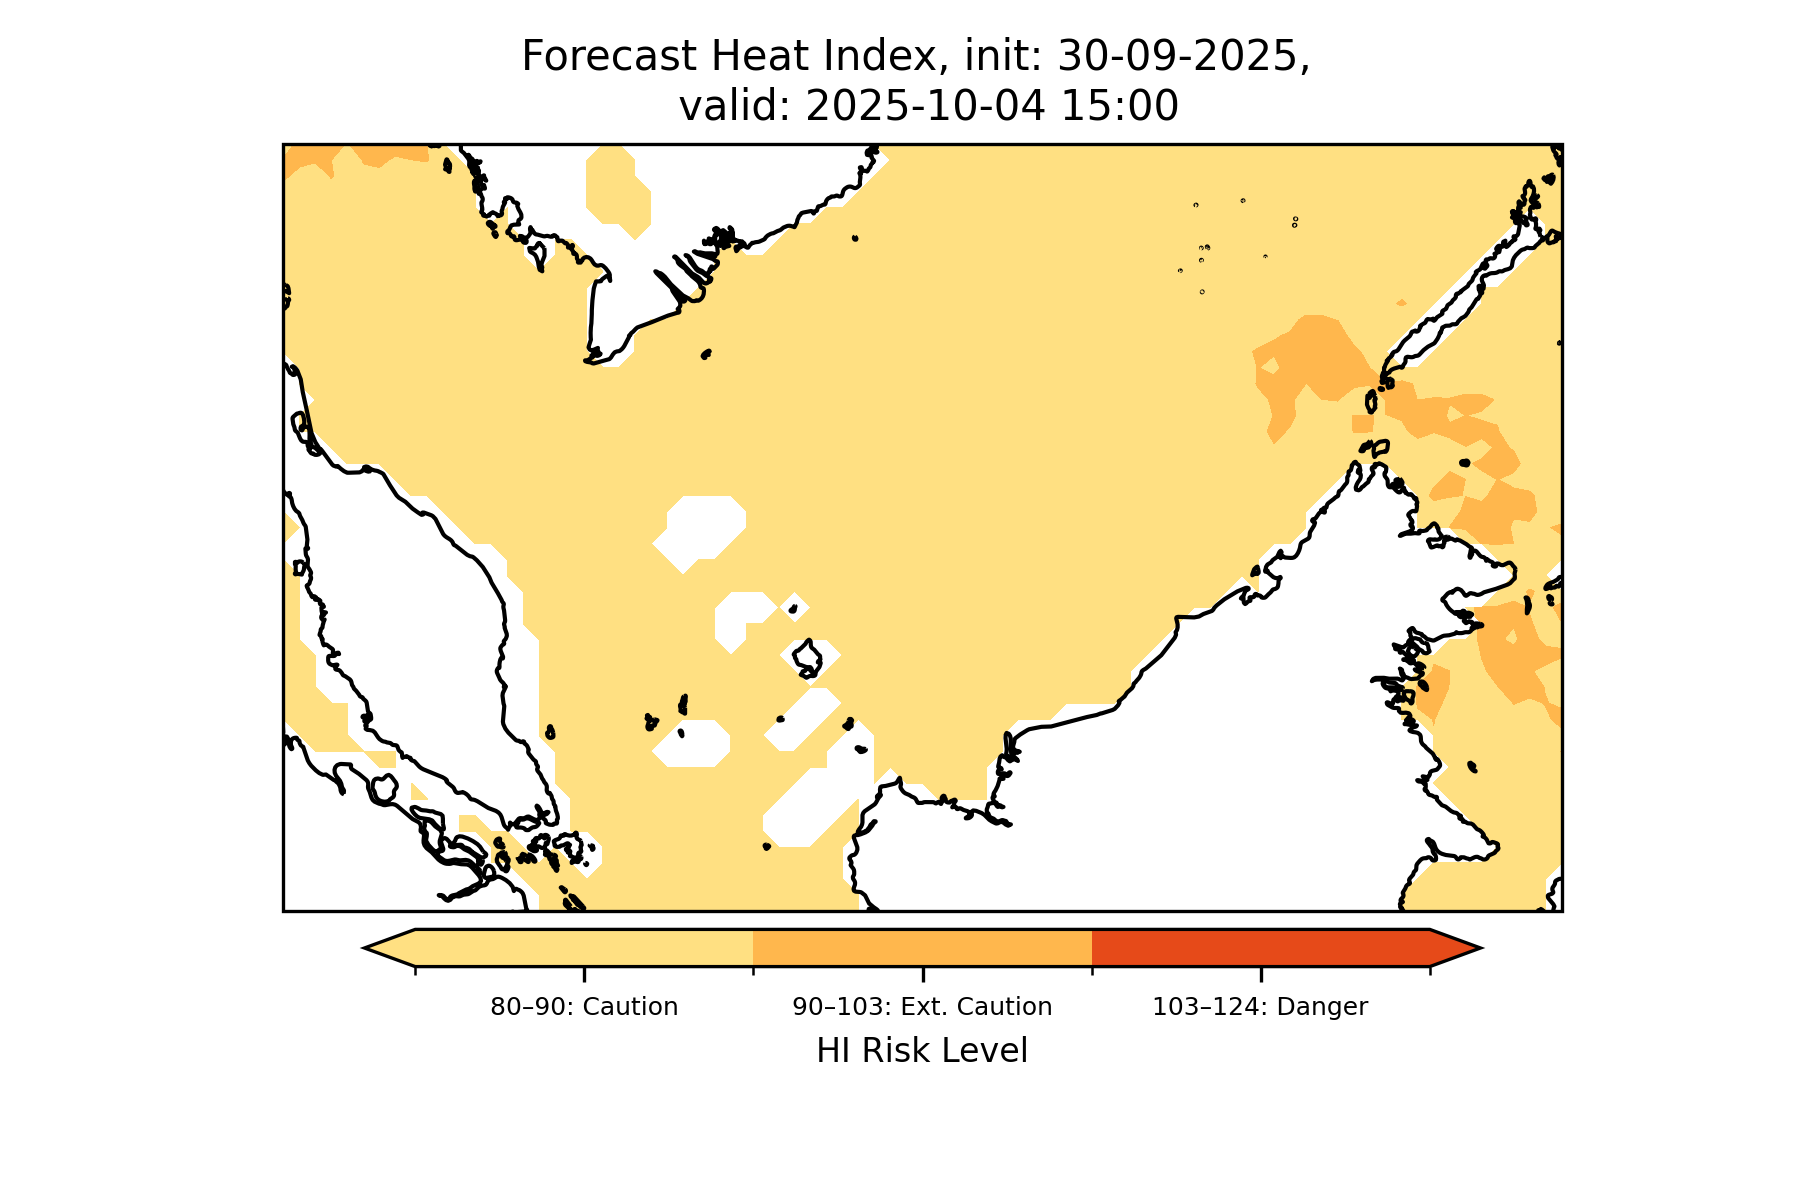 Forecast Heat Index, init: 30-09-2025,
valid: 2025-10-04 15:00
80–90: Caution
90–103: Ext. Caution
103–124: Danger
HI Risk Level